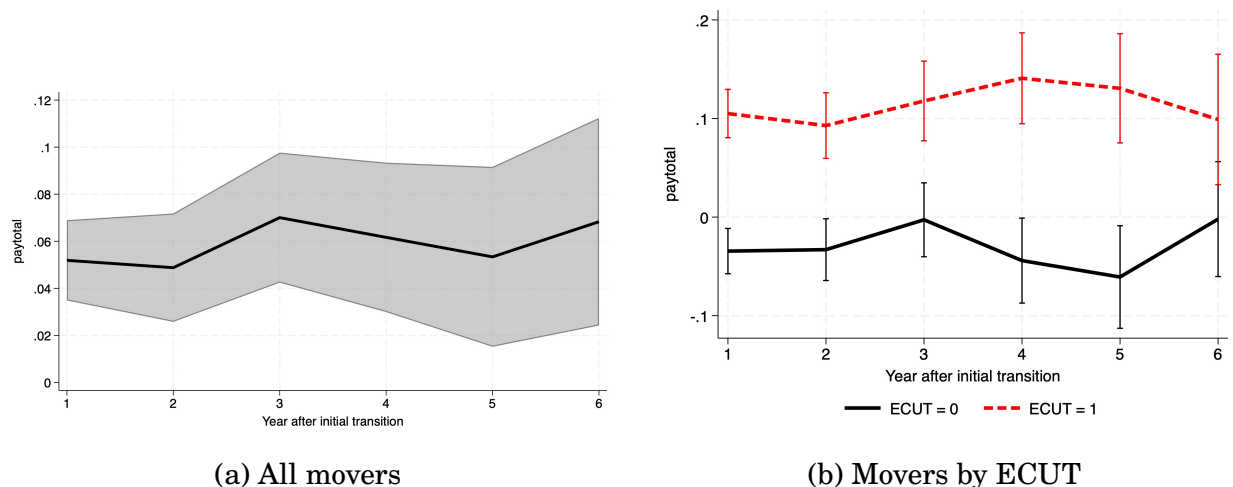 .12
.1
.08
.06
.04
.02
0
paytotal
1 2 3 4 5 6
Year after initial transition
(a) All movers
.2
.1
0
-.1
paytotal
1 2 3 4 5 6
Year after initial transition
ECUT = 0 ECUT = 1
(b) Movers by ECUT